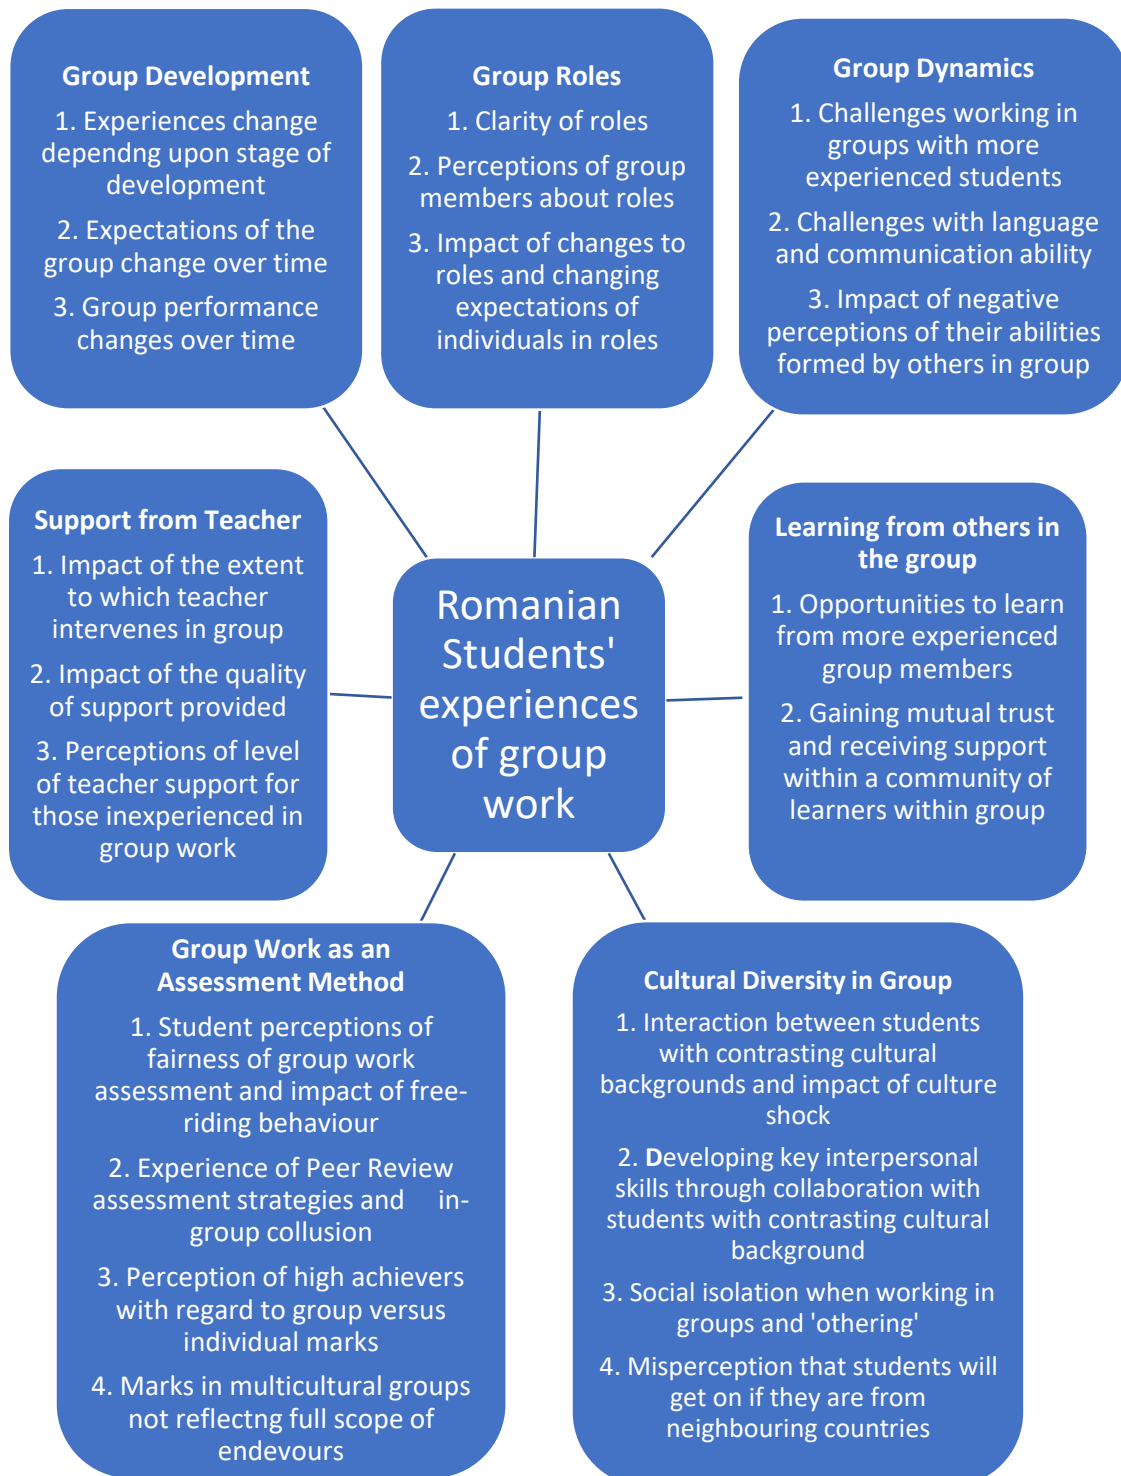 Group Development
1. Experiences change
dependng upon stage of
development
2. Expectations of the
group change over time
3. Group performance
changes over time
Group Roles
1. Clarity of roles
2. Perceptions of group
members about roles
3. Impact of changes to
roles and changing
expectations of
individuals in roles
Group Dynamics
1. Challenges working in
groups with more
experienced students
2. Challenges with language
and communication ability
3. Impact of negative
perceptions of their abilities
formed by others in group
Support from Teacher
1. Impact of the extent
to which teacher
intervenes in group
2. Impact of the quality
of support provided
3. Perceptions of level
of teacher support for
those inexperienced in
group work
Romanian
Students'
experiences
of group
work
Learning from others in
the group
1. Opportunities to learn
from more experienced
group members
2. Gaining mutual trust
and receiving support
within a community of
learners within group
Group Work as an
Assessment Method
1. Student perceptions of
fairness of group work
assessment and impact of free-
riding behaviour
2. Experience of Peer Review
assessment strategies and in-
group collusion
3. Perception of high achievers
with regard to group versus
individual marks
4. Marks in multicultural groups
not reflectng full scope of
endevours
Cultural Diversity in Group
1. Interaction between students
with contrasting cultural
backgrounds and impact of culture
shock
2. Developing key interpersonal
skills through collaboration with
students with contrasting cultural
background
3. Social isolation when working in
groups and 'othering'
4. Misperception that students will
get on if they are from
neighbouring countries